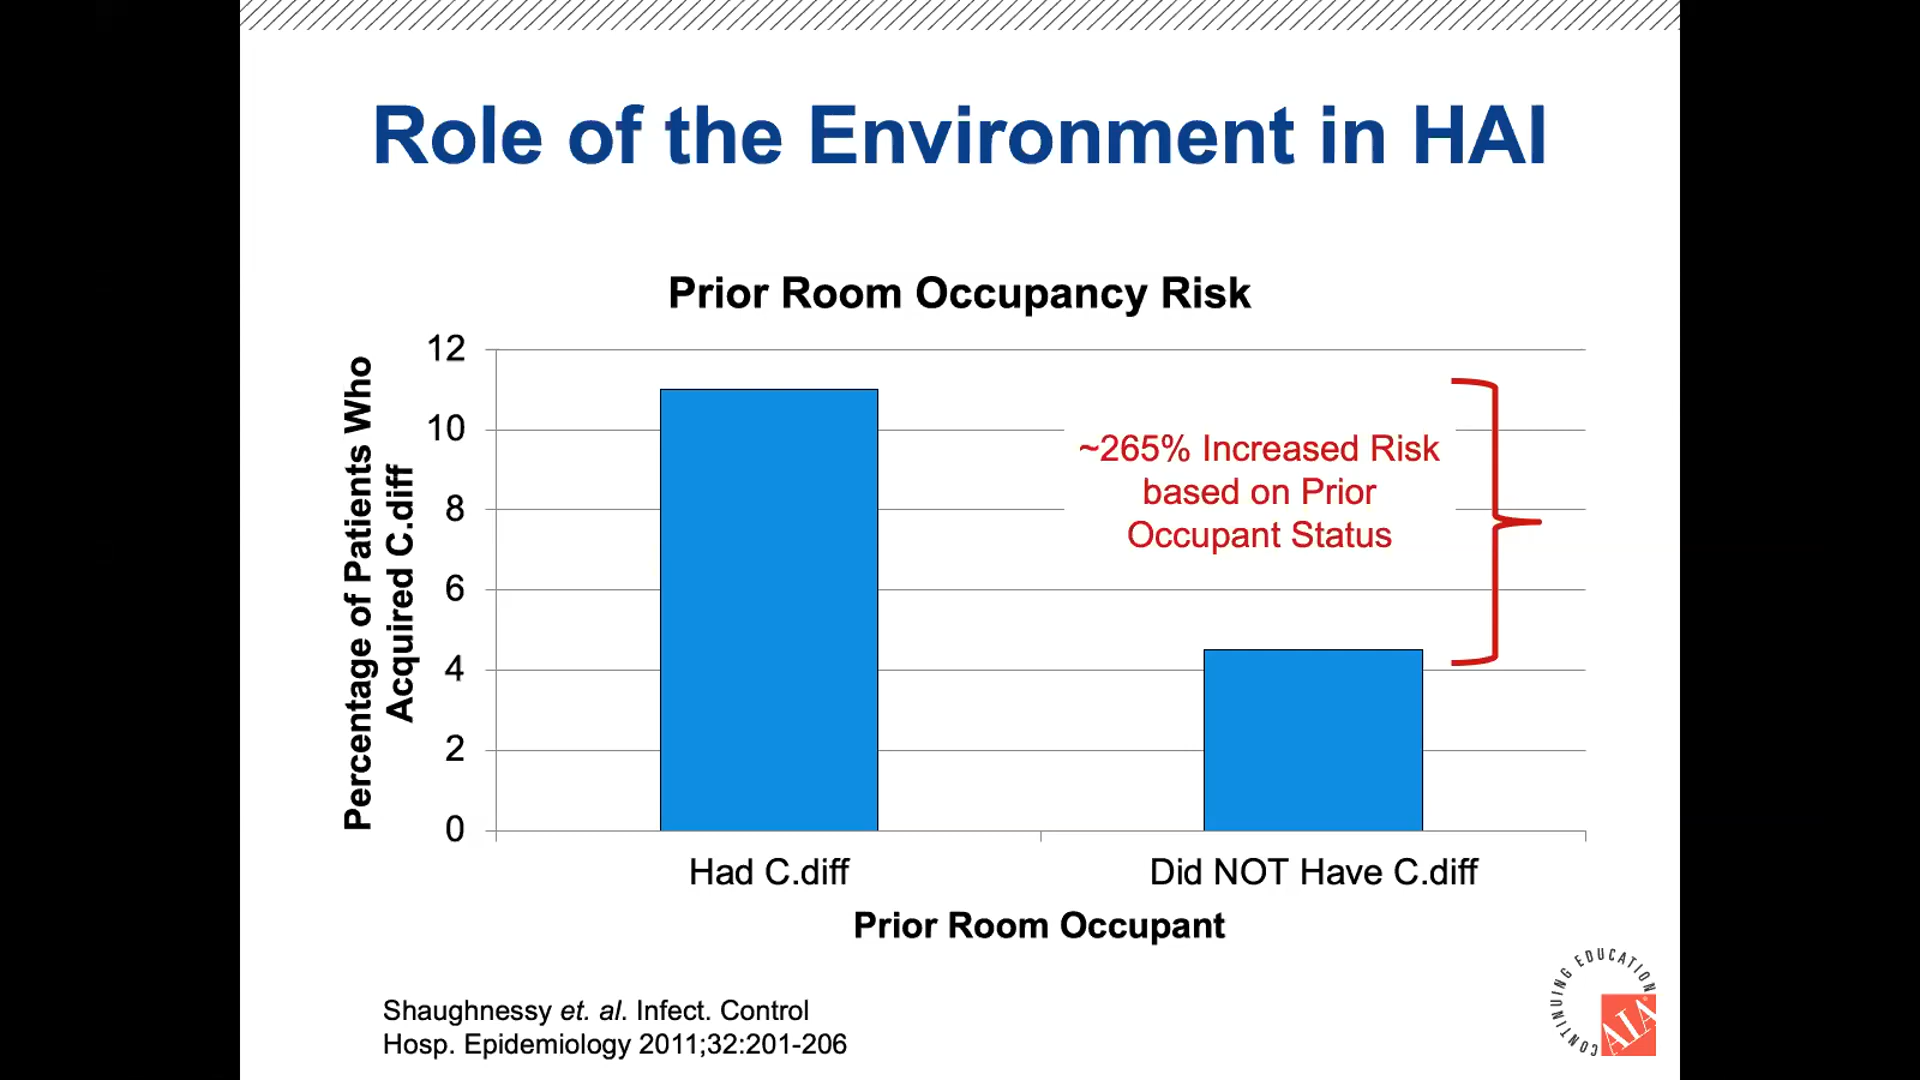 Role of the Environment in HAI
Prior Room Occupancy Risk
Percentage of Patients Who
Acquired C.diff
12
10
8
6
4
2
0
~265% Increased Risk
based on Prior
Occupant Status
Had C.diff
Did NOT Have C.diff
Prior Room Occupant
Shaughnessy et. al. Infect. Control
Hosp. Epidemiology 2011;32:201-206
CONTINUING EDUCATION
AIA